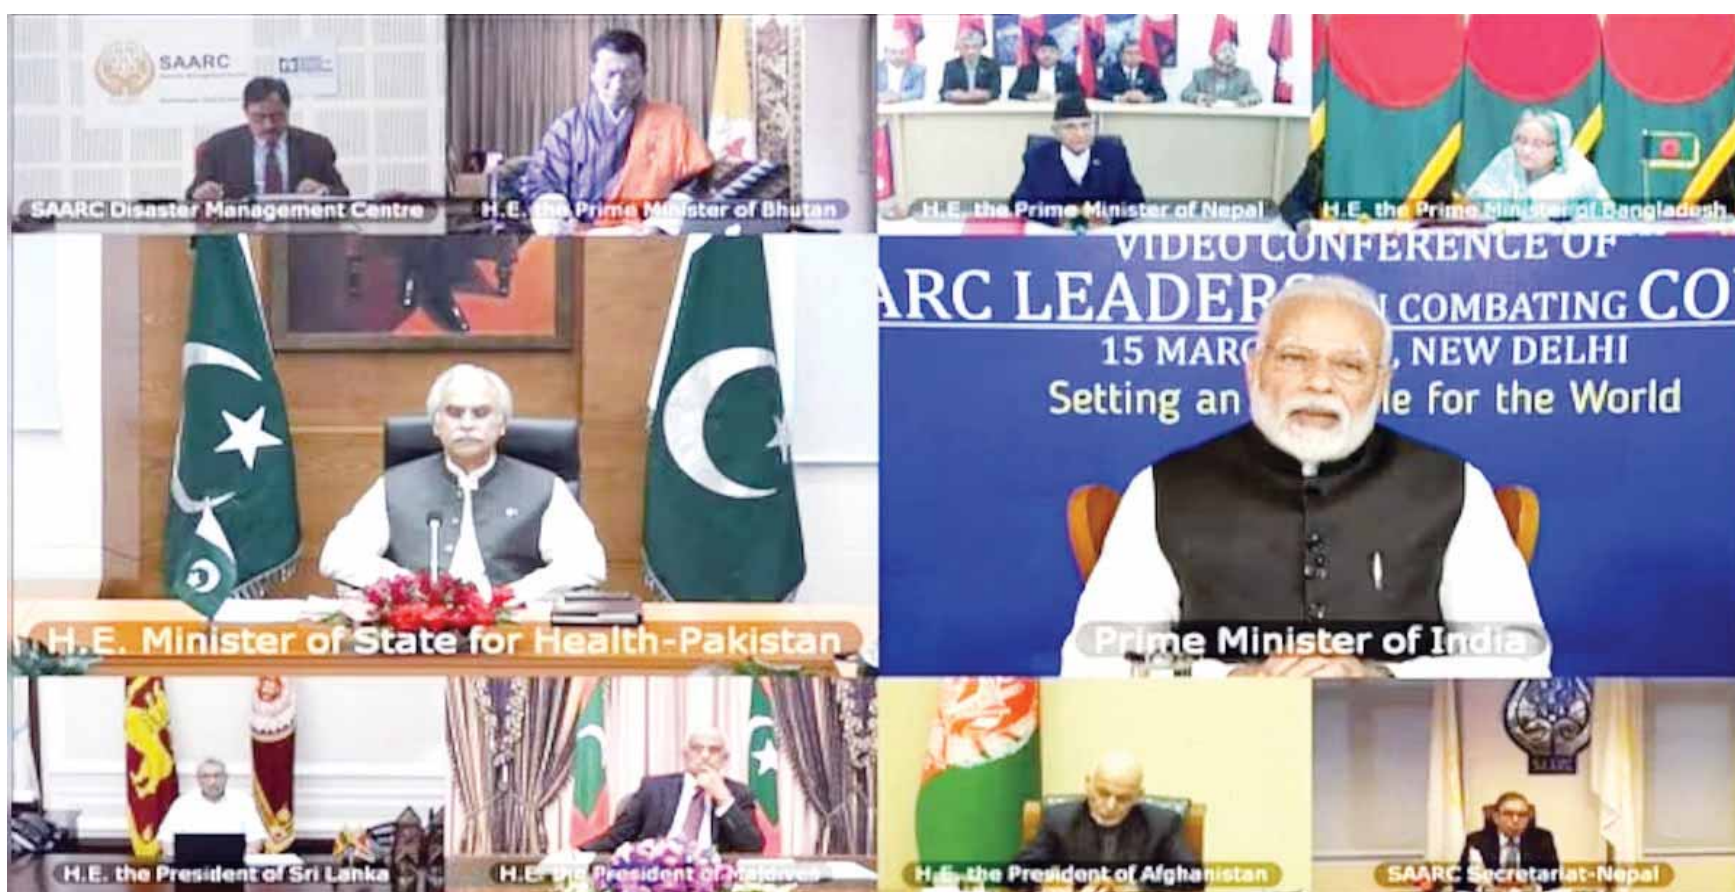 SAARC
SAARC Disaster Management Centre
H.E. the Prime Minister of Bhutan
H.E. the Prime Minister of Nepal
H.E. the Prime Minister of Bangladesh
H.E. Minister of State for Health-Pakistan
VIDEO CONFERENCE OF
ARC LEADERS COMBATING CO
15 MARC , NEW DELHI
Setting an le for the World
Prime Minister of India
H.E. the President of Sri Lanka
H.E. the President of Maldives
H.E. the President of Afghanistan
SAARC
SAARC Secretariat-Nepal